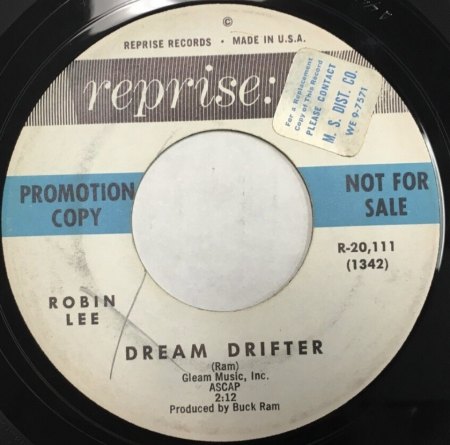 ©
REPRISE RECORDS • MADE IN U.S.A.
reprise:
For a Replacement
Copy of This Record
PLEASE CONTACT
M. S. DIST. CO.
WE 9-7571
PROMOTION
COPY
NOT FOR
SALE
R-20,111
(1342)
ROBIN
LEE
DREAM DRIFTER
(Ram)
Gleam Music, Inc.
ASCAP
2:12
Produced by Buck Ram